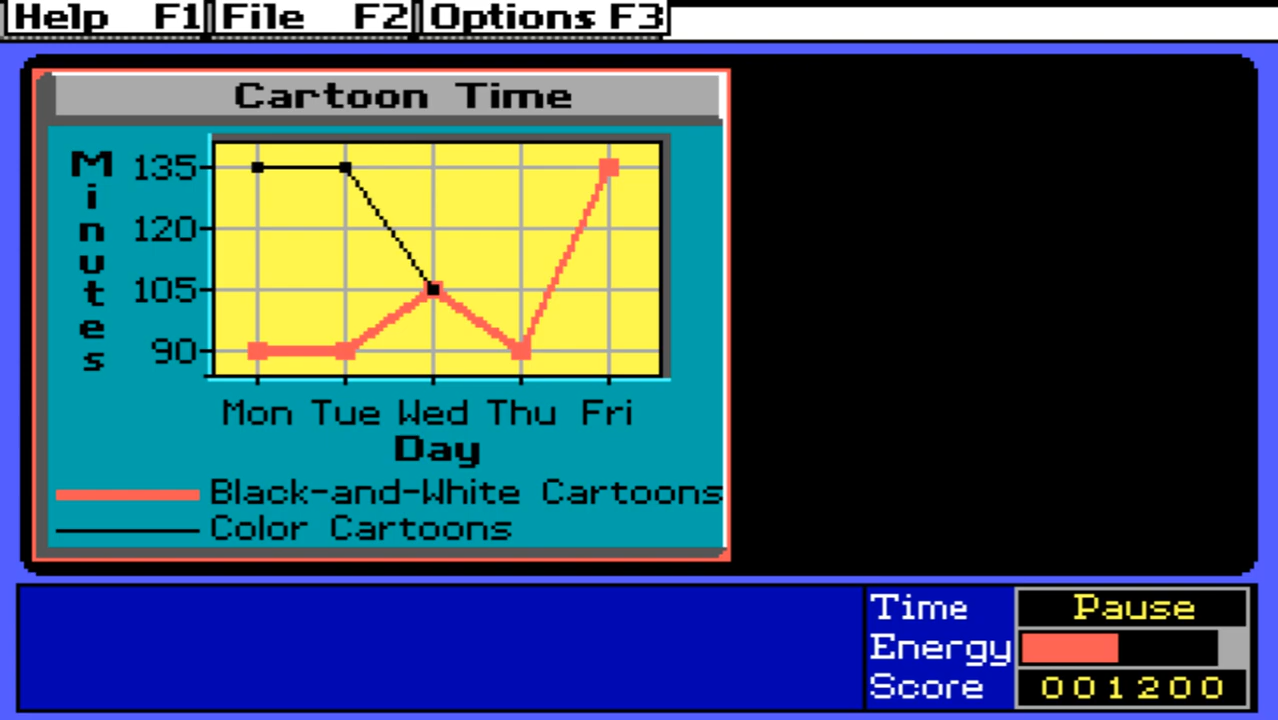 Help F1 File F2 Options F3
Cartoon Time
Minutes
135
120
105
90
Mon Tue Wed Thu Fri
Day
Black-and-White Cartoons
Color Cartoons
Time Pause
Energy
Score 001200